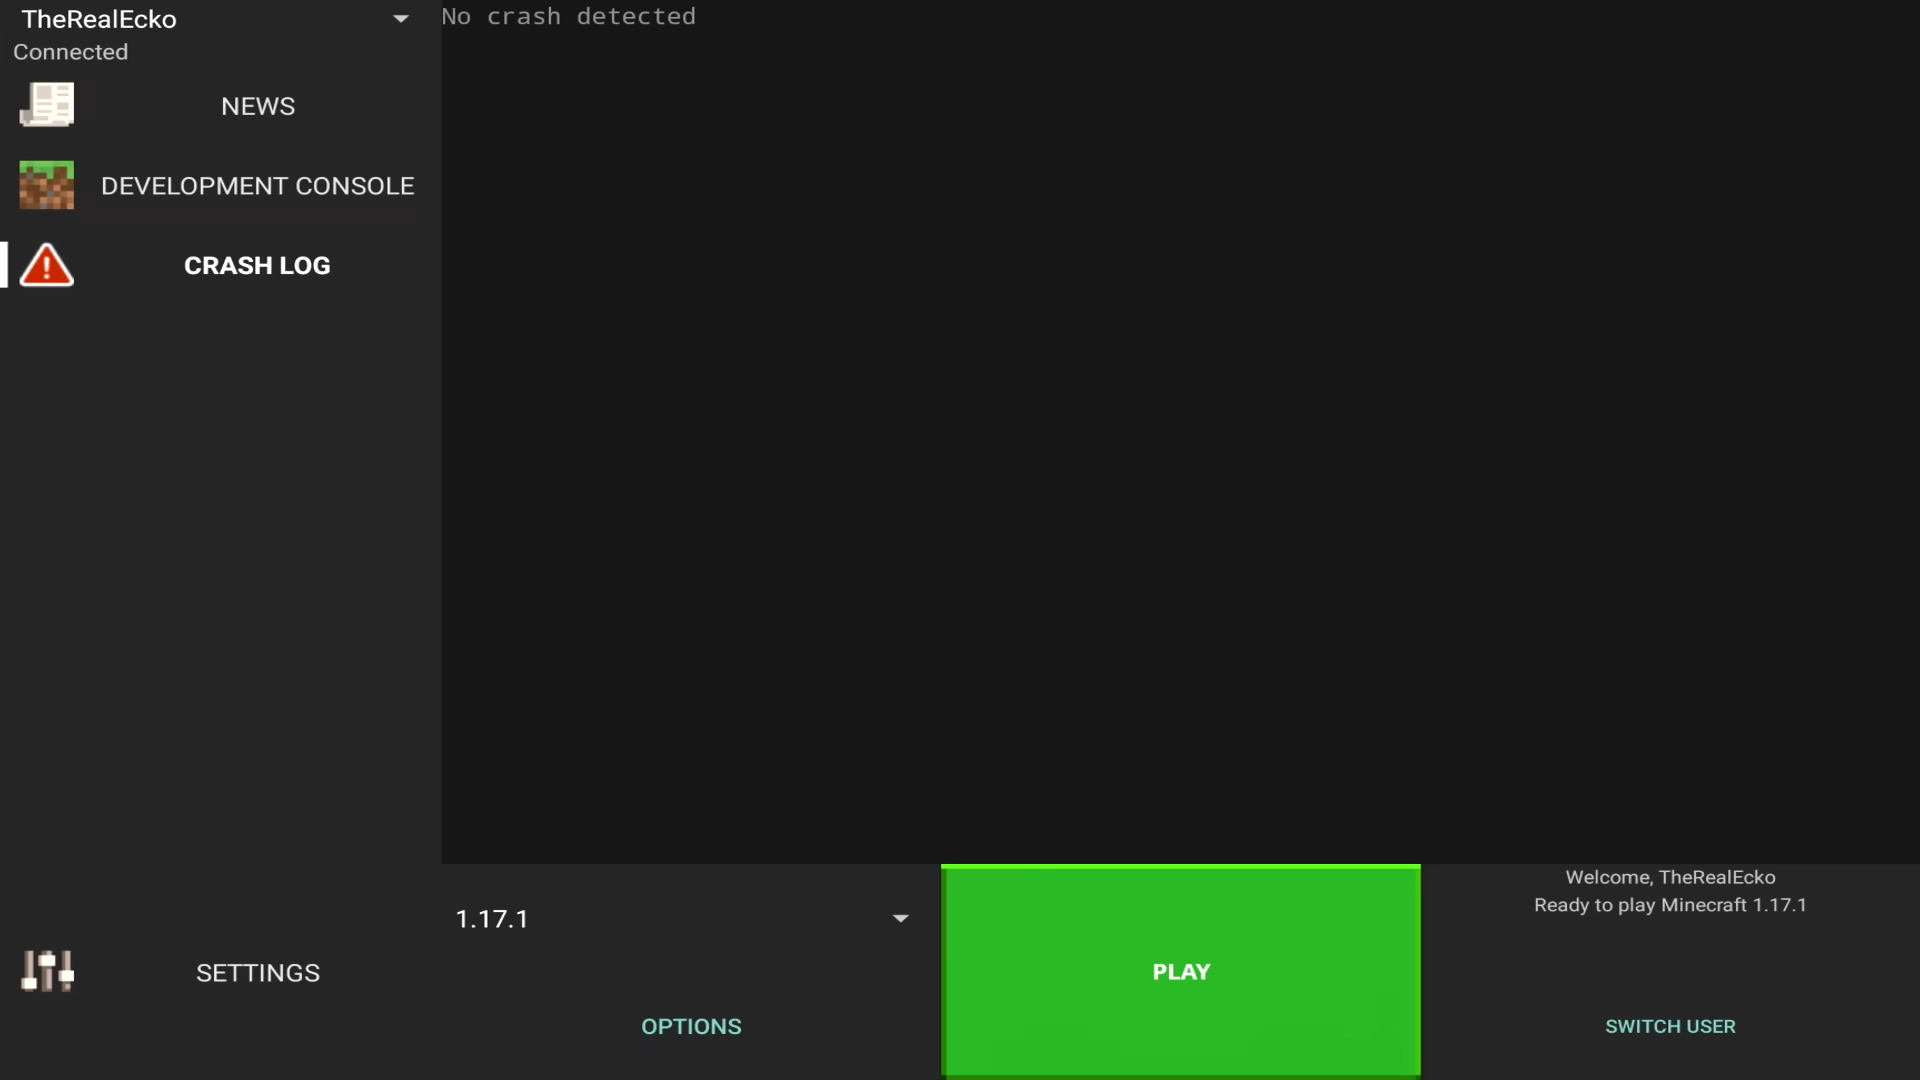 TheRealEcko
Connected
NEWS
DEVELOPMENT CONSOLE
CRASH LOG
SETTINGS
No crash detected
1.17.1
OPTIONS
PLAY
Welcome, TheRealEcko
Ready to play Minecraft 1.17.1
SWITCH USER